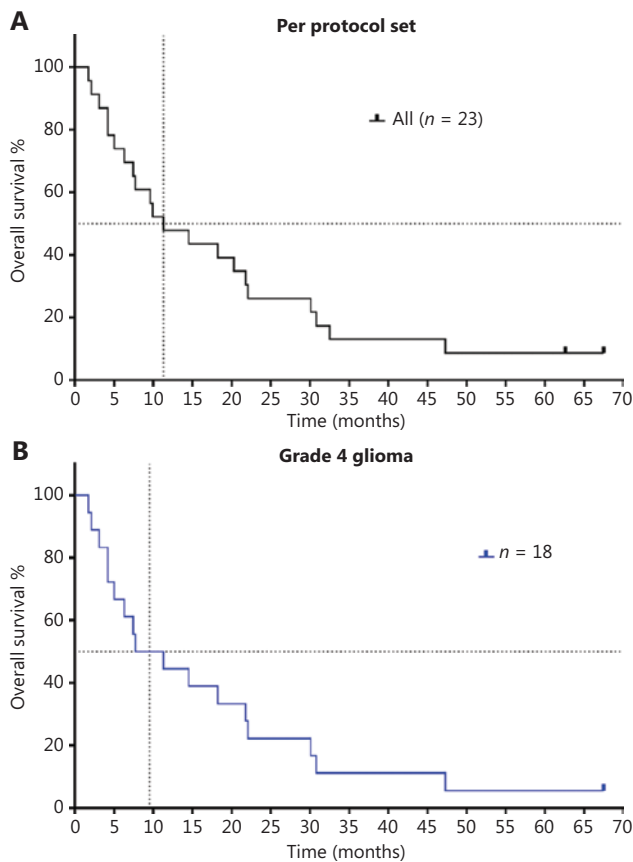 A
Per protocol set
100
80
60
40
20
0
Overall survival %
All (n = 23)
0 5 10 15 20 25 30 35 40 45 50 55 60 65 70
Time (months)
B
Grade 4 glioma
100
80
60
40
20
0
Overall survival %
n = 18
0 5 10 15 20 25 30 35 40 45 50 55 60 65 70
Time (months)